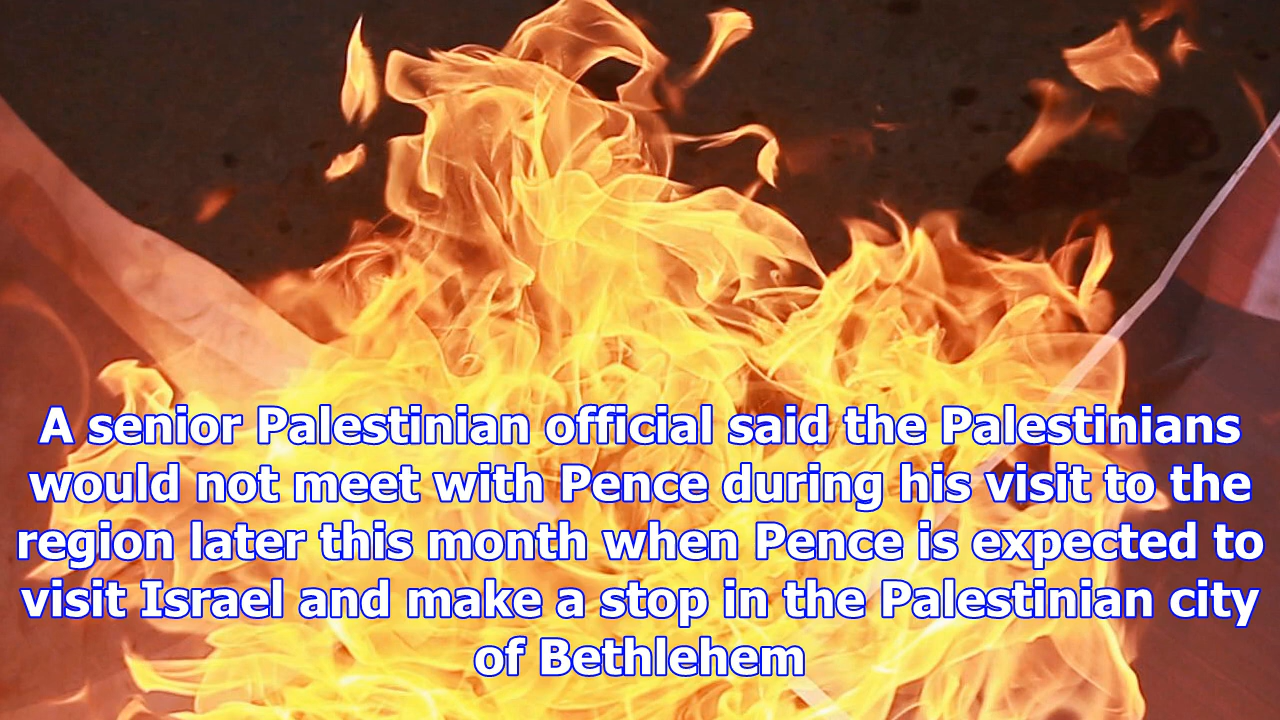 A senior Palestinian official said the Palestinians
would not meet with Pence during his visit to the
region later this month when Pence is expected to
visit Israel and make a stop in the Palestinian city
of Bethlehem